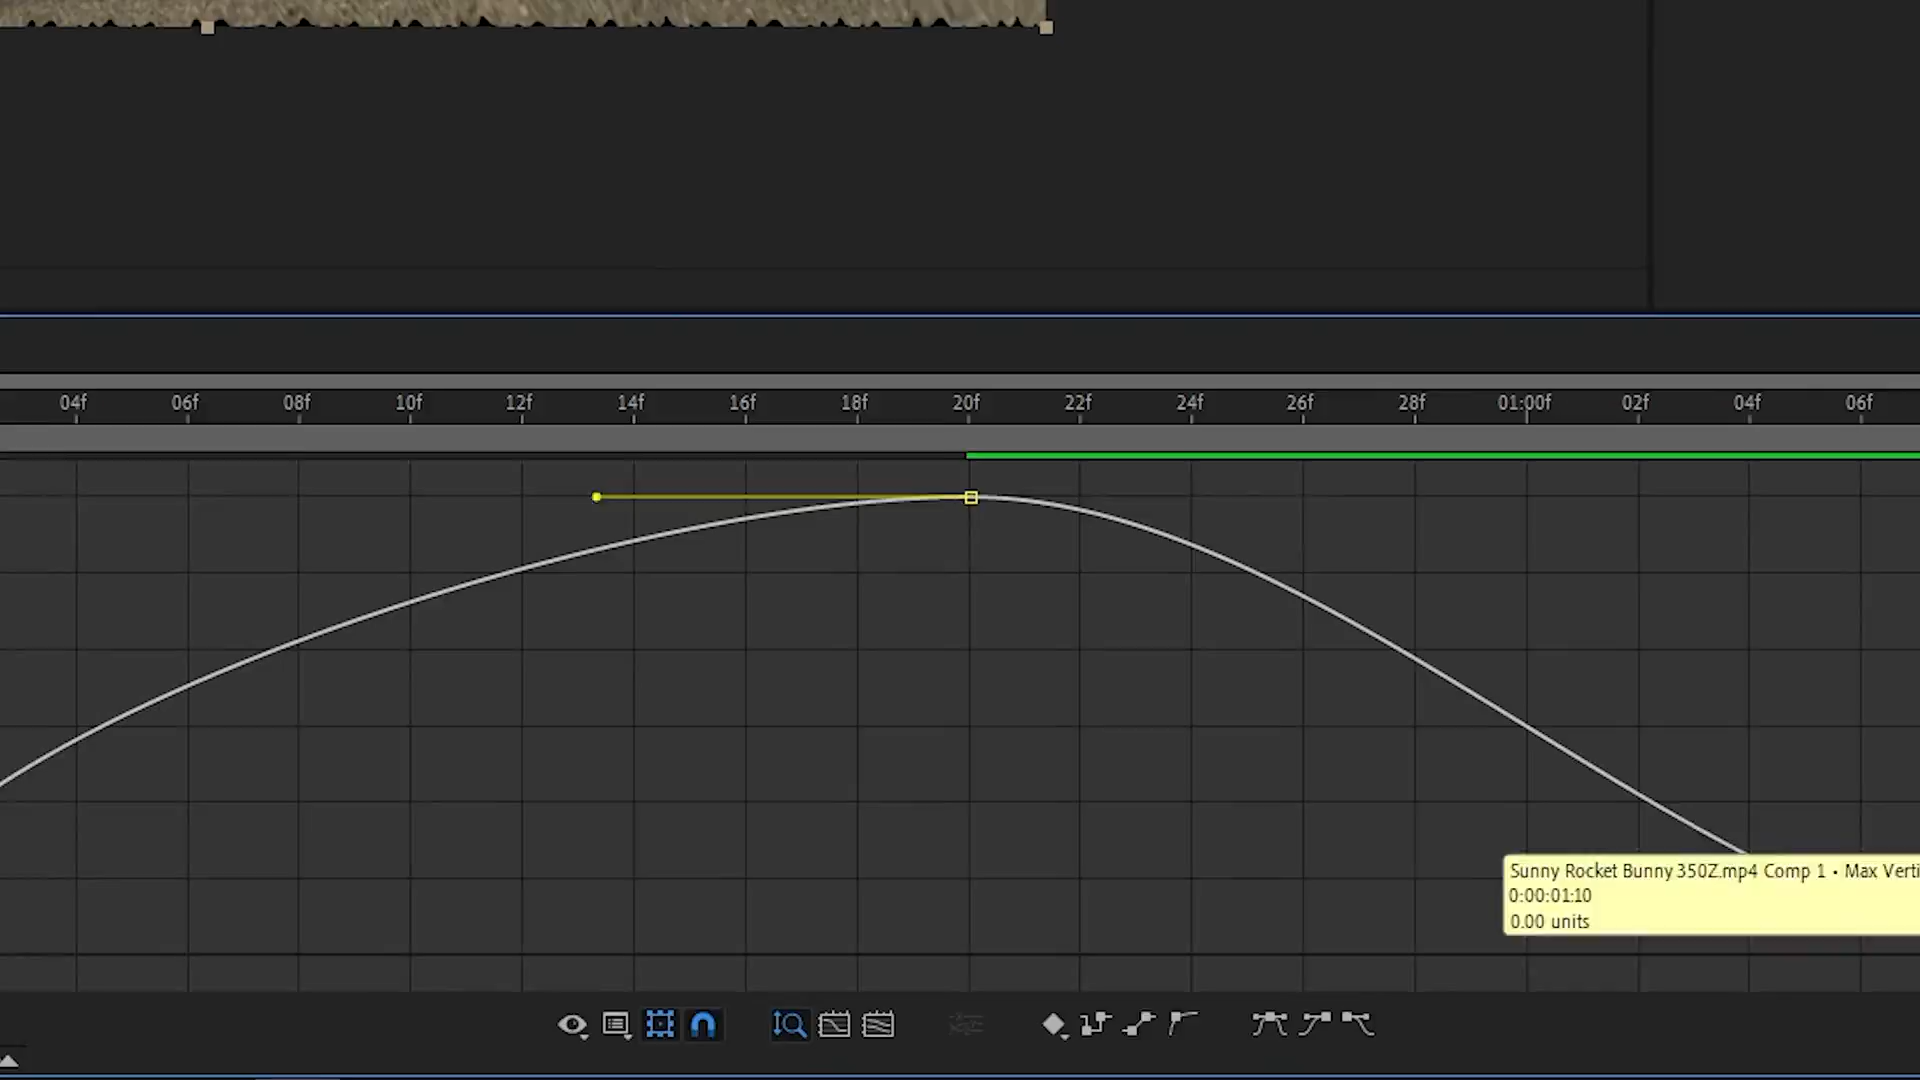 04f 06f 08f 10f 12f 14f 16f 18f 20f 22f 24f 26f 28f 01:00f 02f 04f 06f
Sunny Rocket Bunny 350Z.mp4 Comp 1 • Max Verti
0:00:01:10
0.00 units